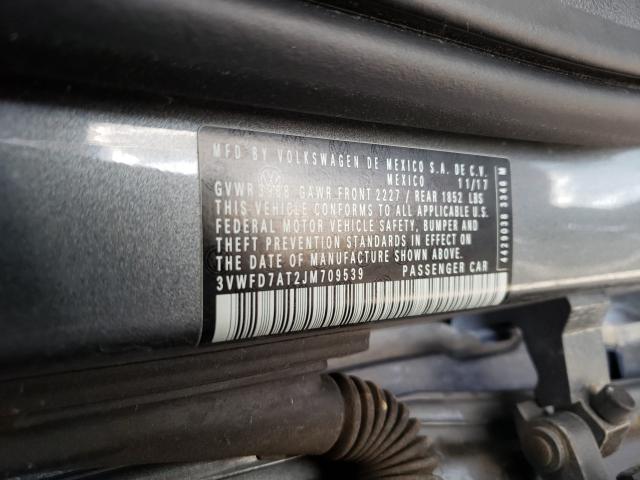 MFD BY VOLKSWAGEN DE MEXICO S.A. DE C.V.
MEXICO 11/17
GVWR 3988 GAWR FRONT 2227 / REAR 1852 LBS
THIS VEHICLE CONFORMS TO ALL APPLICABLE U.S.
FEDERAL MOTOR VEHICLE SAFETY, BUMPER AND
THEFT PREVENTION STANDARDS IN EFFECT ON
THE DATE OF MANUFACTURE SHOWN ABOVE.
3VWFD7AT2JM709539 PASSENGER CAR